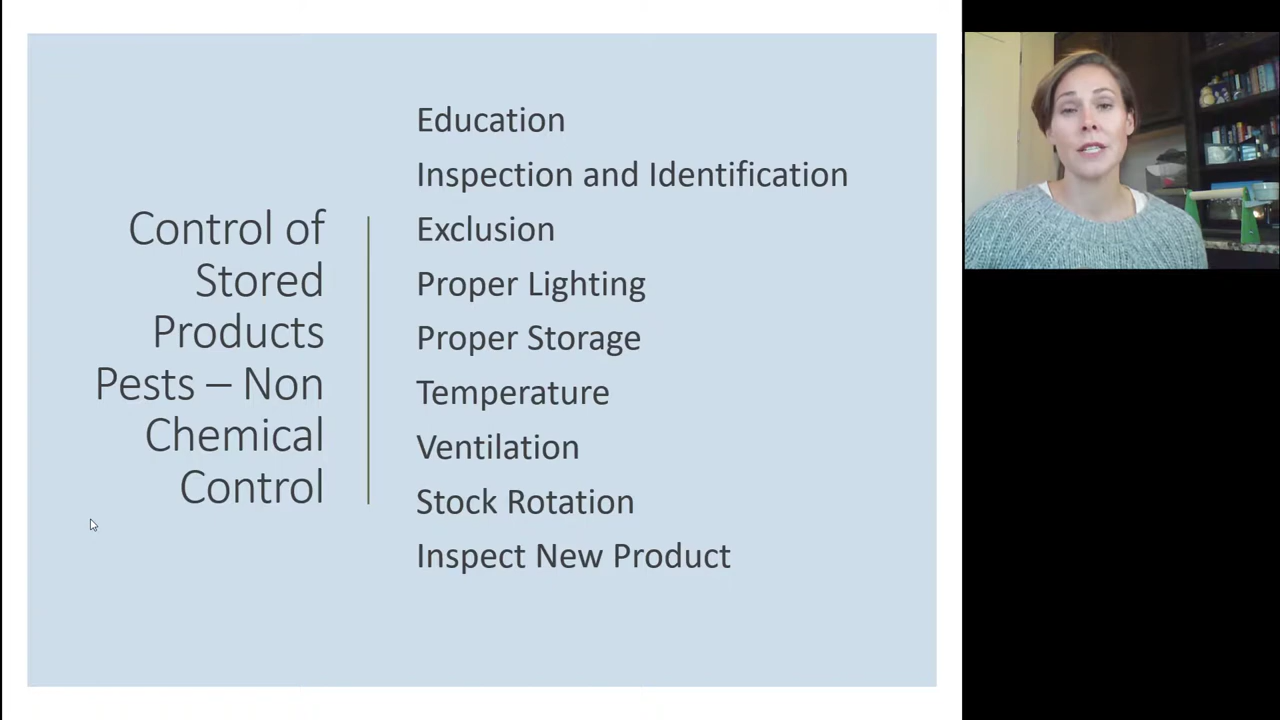 Control of
Stored
Products
Pests – Non
Chemical
Control
Education
Inspection and Identification
Exclusion
Proper Lighting
Proper Storage
Temperature
Ventilation
Stock Rotation
Inspect New Product